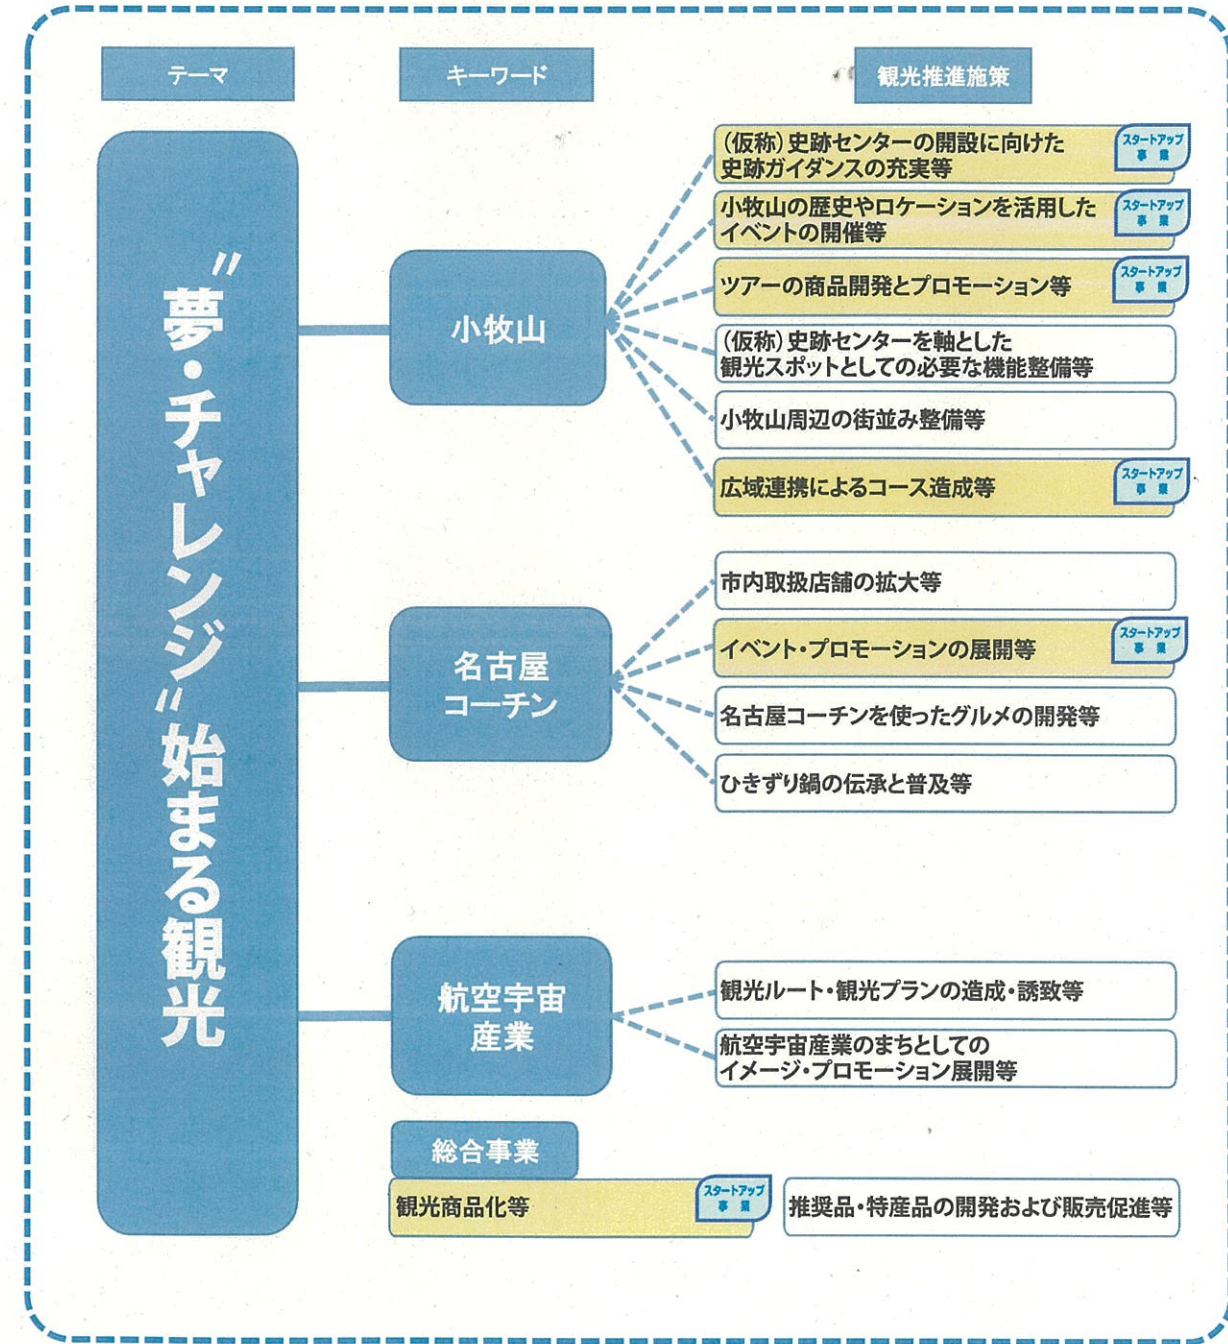 テーマ
キーワード
観光推進施策
“夢・チャレンジ”始まる観光
小牧山
(仮称)史跡センターの開設に向けた
史跡ガイダンスの充実等
スタートアップ
事業
小牧山の歴史やロケーションを活用した
イベントの開催等
スタートアップ
事業
ツアーの商品開発とプロモーション等
スタートアップ
事業
(仮称)史跡センターを軸とした
観光スポットとしての必要な機能整備等
小牧山周辺の街並み整備等
広域連携によるコース造成等
スタートアップ
事業
名古屋
コーチン
市内取扱店舗の拡大等
イベント・プロモーションの展開等
スタートアップ
事業
名古屋コーチンを使ったグルメの開発等
ひきずり鍋の伝承と普及等
航空宇宙
産業
観光ルート・観光プランの造成・誘致等
航空宇宙産業のまちとしての
イメージ・プロモーション展開等
総合事業
観光商品化等
スタートアップ
事業
推奨品・特産品の開発および販売促進等